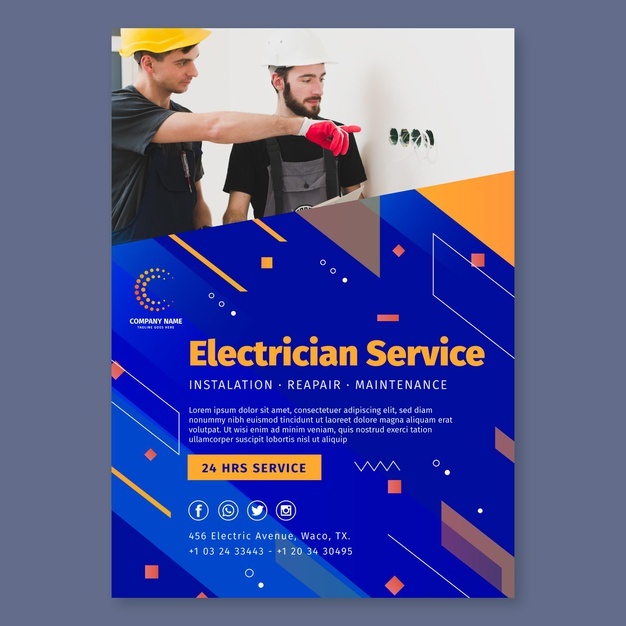 COMPANY NAME
TAGLINE GOES HERE
Electrician Service
INSTALATION · REAPAIR · MAINTENANCE
Lorem ipsum dolor sit amet, consectetuer adipiscing elit, sed diam
nonummy nibh euismod tincidunt ut laoreet dolore magna aliquam erat
volutpat. Ut wisi enim ad minim veniam, quis nostrud exerci tation
ullamcorper suscipit lobortis nisl ut aliquip
24 HRS SERVICE
456 Electric Avenue, Waco, TX.
+1 03 24 33443 - +1 20 34 30495